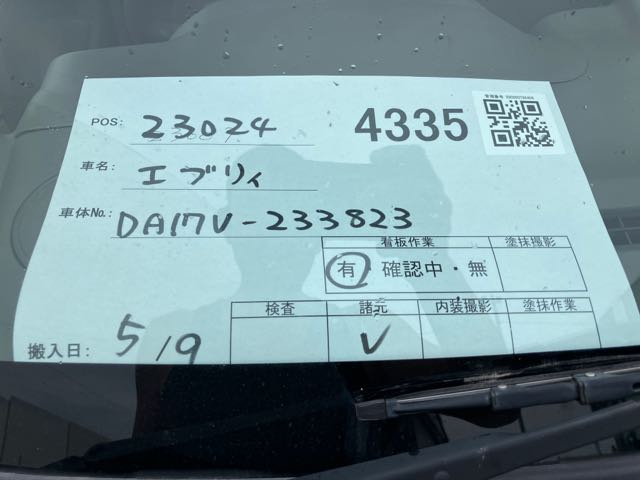 POS: 23024 4335
車名: エブリィ
車体No.: DA17V-233823
看板作業 塗抹撮影
有・確認中・無
検査 諸元 内装撮影 塗抹作業
搬入日: 5/9 V